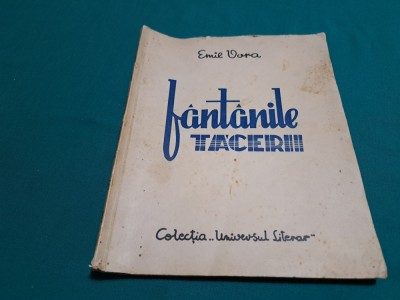 Emil Vora
fântânile
TĂCERII
Colecția „Universul Literar"